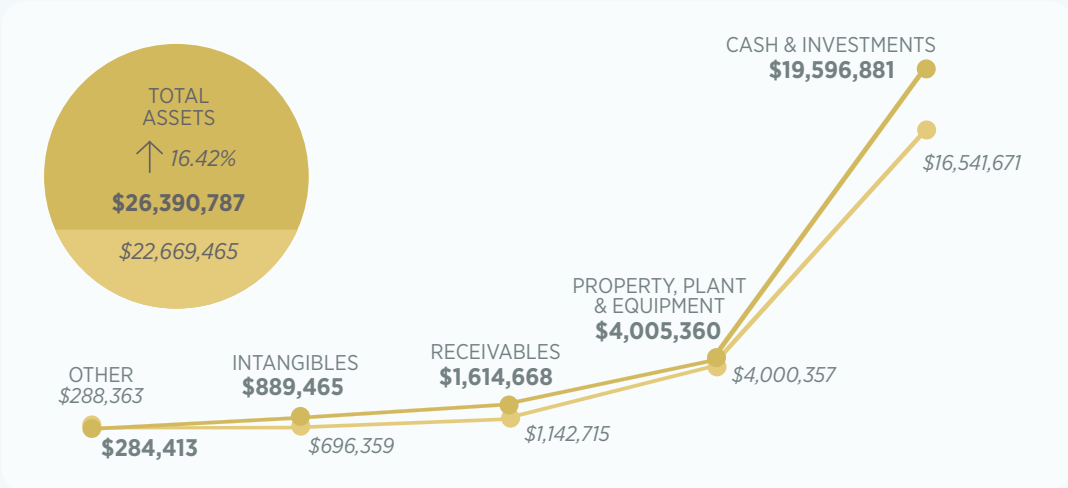 TOTAL
ASSETS
16.42%
$26,390,787
$22,669,465
OTHER
$288,363
$284,413
INTANGIBLES
$889,465
$696,359
RECEIVABLES
$1,614,668
$1,142,715
PROPERTY, PLANT
& EQUIPMENT
$4,005,360
$4,000,357
CASH & INVESTMENTS
$19,596,881
$16,541,671